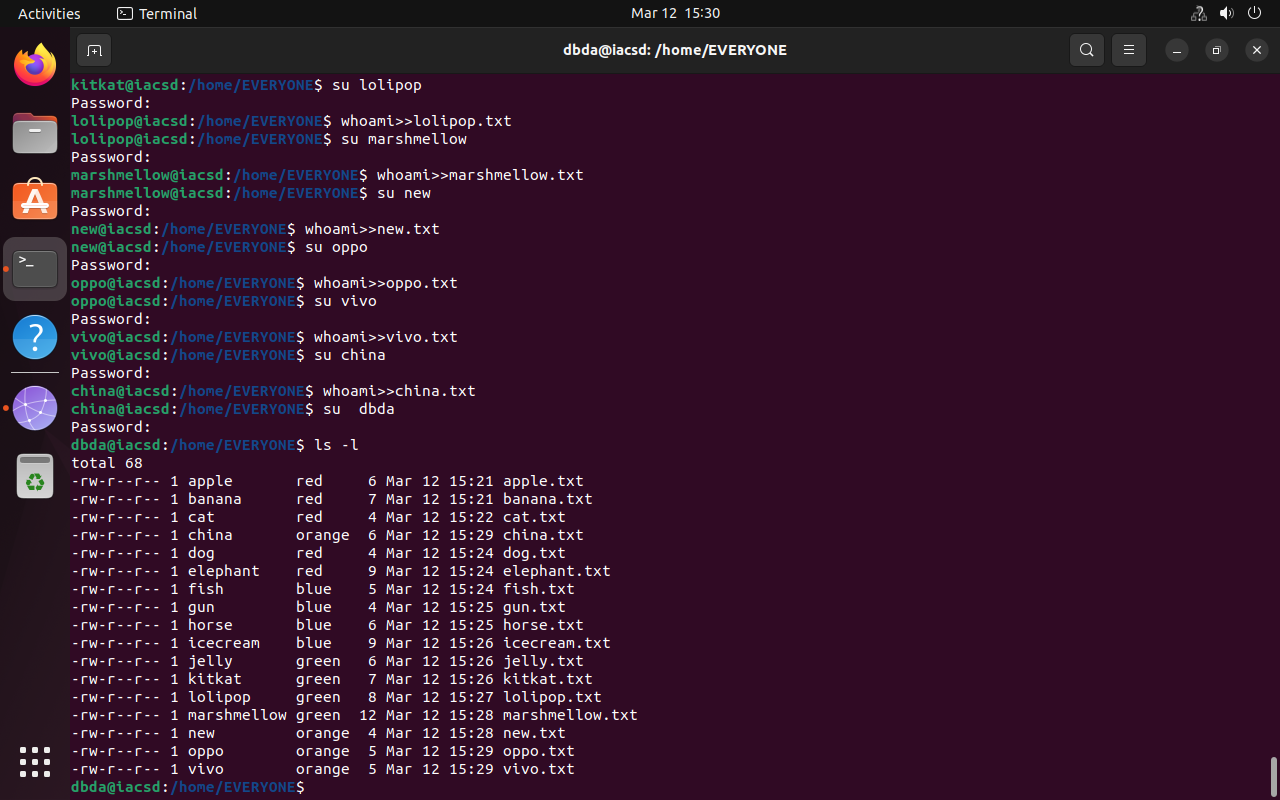 Activities Terminal Mar 12 15:30
dbda@iacsd: /home/EVERYONE
kitkat@iacsd:/home/EVERYONE$ su lolipop
Password:
lolipop@iacsd:/home/EVERYONE$ whoami>>lolipop.txt
lolipop@iacsd:/home/EVERYONE$ su marshmellow
Password:
marshmellow@iacsd:/home/EVERYONE$ whoami>>marshmellow.txt
marshmellow@iacsd:/home/EVERYONE$ su new
Password:
new@iacsd:/home/EVERYONE$ whoami>>new.txt
new@iacsd:/home/EVERYONE$ su oppo
Password:
oppo@iacsd:/home/EVERYONE$ whoami>>oppo.txt
oppo@iacsd:/home/EVERYONE$ su vivo
Password:
vivo@iacsd:/home/EVERYONE$ whoami>>vivo.txt
vivo@iacsd:/home/EVERYONE$ su china
Password:
china@iacsd:/home/EVERYONE$ whoami>>china.txt
china@iacsd:/home/EVERYONE$ su  dbda
Password:
dbda@iacsd:/home/EVERYONE$ ls -l
total 68
-rw-r--r-- 1 apple       red     6 Mar 12 15:21 apple.txt
-rw-r--r-- 1 banana      red     7 Mar 12 15:21 banana.txt
-rw-r--r-- 1 cat         red     4 Mar 12 15:22 cat.txt
-rw-r--r-- 1 china       orange  6 Mar 12 15:29 china.txt
-rw-r--r-- 1 dog         red     4 Mar 12 15:24 dog.txt
-rw-r--r-- 1 elephant    red     9 Mar 12 15:24 elephant.txt
-rw-r--r-- 1 fish        blue    5 Mar 12 15:24 fish.txt
-rw-r--r-- 1 gun         blue    4 Mar 12 15:25 gun.txt
-rw-r--r-- 1 horse       blue    6 Mar 12 15:25 horse.txt
-rw-r--r-- 1 icecream    blue    9 Mar 12 15:26 icecream.txt
-rw-r--r-- 1 jelly       green   6 Mar 12 15:26 jelly.txt
-rw-r--r-- 1 kitkat      green   7 Mar 12 15:26 kitkat.txt
-rw-r--r-- 1 lolipop     green   8 Mar 12 15:27 lolipop.txt
-rw-r--r-- 1 marshmellow green  12 Mar 12 15:28 marshmellow.txt
-rw-r--r-- 1 new         orange  4 Mar 12 15:28 new.txt
-rw-r--r-- 1 oppo        orange  5 Mar 12 15:29 oppo.txt
-rw-r--r-- 1 vivo        orange  5 Mar 12 15:29 vivo.txt
dbda@iacsd:/home/EVERYONE$